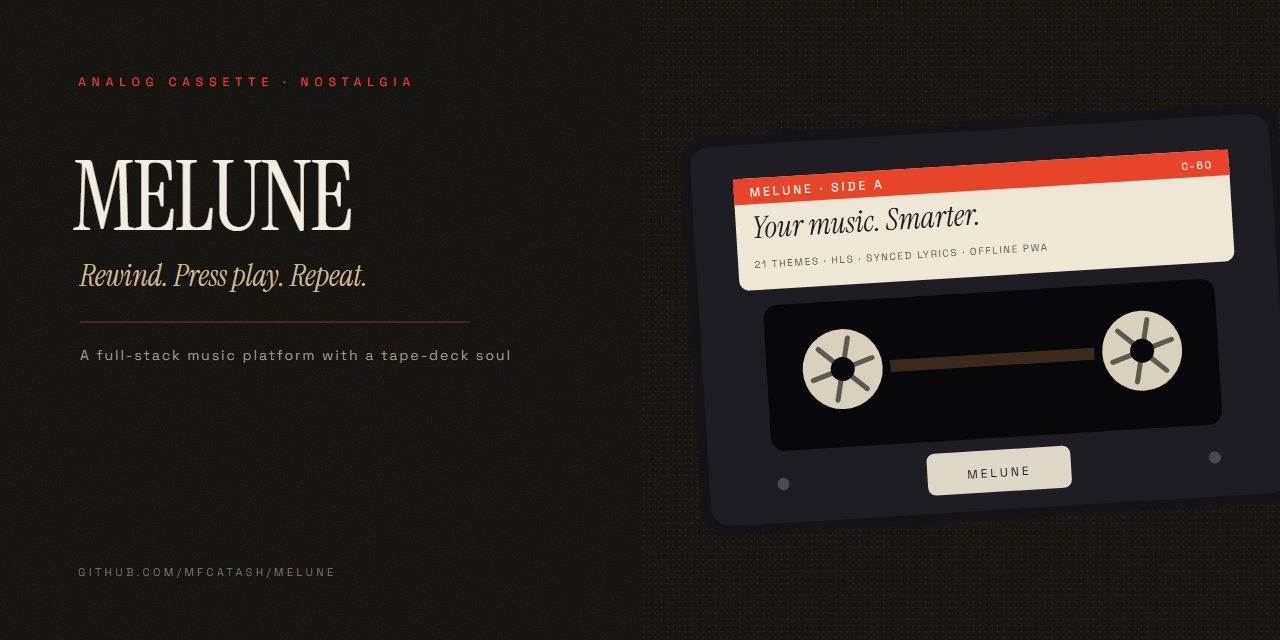 ANALOG CASSETTE · NOSTALGIA
MELUNE
Rewind. Press play. Repeat.
A full-stack music platform with a tape-deck soul
GITHUB.COM/MFCATASH/MELUNE
MELUNE · SIDE A
C-60
Your music. Smarter.
21 THEMES · HLS · SYNCED LYRICS · OFFLINE PWA
MELUNE